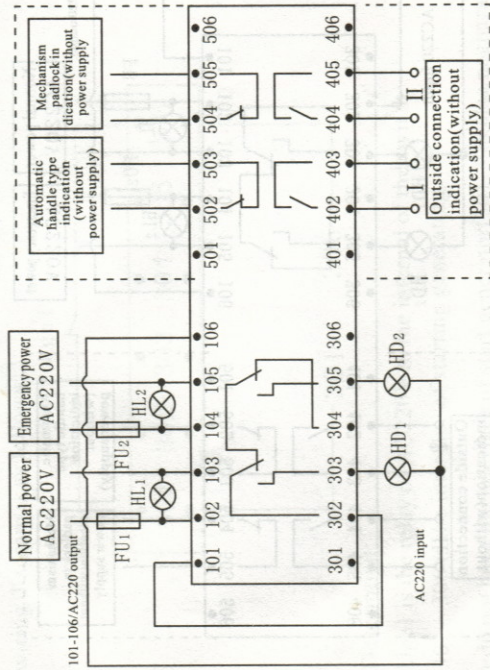 Normal power
AC220V
Emergency power
AC220V
Automatic
handle type
indication
(without
power supply)
Mechanism
padlock in
dication(without
power supply)
101-106/AC220 output
FU1
HL1
FU2
HL2
101
102
103
104
105
106
501
502
503
504
505
506
301
302
303
304
305
306
401
402
403
404
405
406
HD1
HD2
I
II
AC220 input
Outside connection
indication(without
power supply)